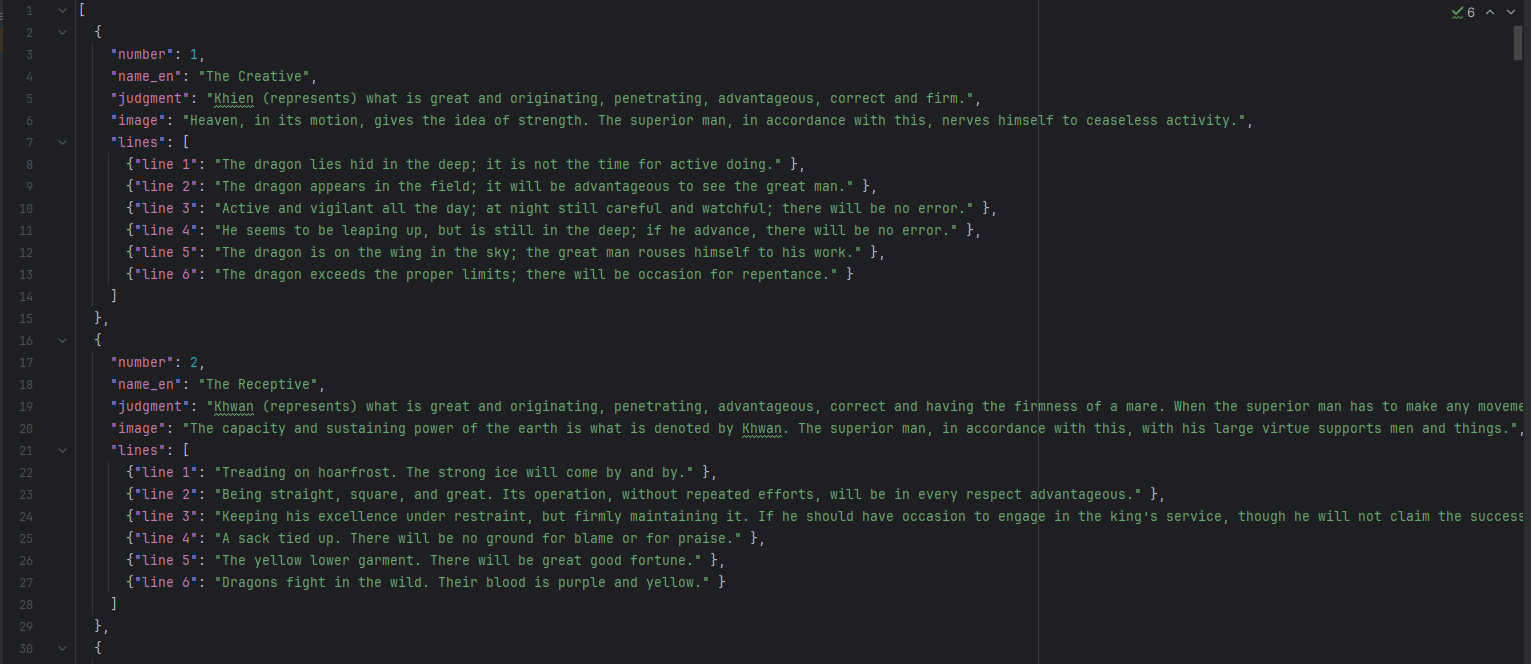 6
1 [
2 {
3 "number": 1,
4 "name_en": "The Creative",
5 "judgment": "Khien (represents) what is great and originating, penetrating, advantageous, correct and firm.",
6 "image": "Heaven, in its motion, gives the idea of strength. The superior man, in accordance with this, nerves himself to ceaseless activity.",
7 "lines": [
8 {"line 1": "The dragon lies hid in the deep; it is not the time for active doing." },
9 {"line 2": "The dragon appears in the field; it will be advantageous to see the great man." },
10 {"line 3": "Active and vigilant all the day; at night still careful and watchful; there will be no error." },
11 {"line 4": "He seems to be leaping up, but is still in the deep; if he advance, there will be no error." },
12 {"line 5": "The dragon is on the wing in the sky; the great man rouses himself to his work." },
13 {"line 6": "The dragon exceeds the proper limits; there will be occasion for repentance." }
14 ]
15 },
16 {
17 "number": 2,
18 "name_en": "The Receptive",
19 "judgment": "Khwan (represents) what is great and originating, penetrating, advantageous, correct and having the firmness of a mare. When the superior man has to make any moveme
20 "image": "The capacity and sustaining power of the earth is what is denoted by Khwan. The superior man, in accordance with this, with his large virtue supports men and things.",
21 "lines": [
22 {"line 1": "Treading on hoarfrost. The strong ice will come by and by." },
23 {"line 2": "Being straight, square, and great. Its operation, without repeated efforts, will be in every respect advantageous." },
24 {"line 3": "Keeping his excellence under restraint, but firmly maintaining it. If he should have occasion to engage in the king's service, though he will not claim the success
25 {"line 4": "A sack tied up. There will be no ground for blame or for praise." },
26 {"line 5": "The yellow lower garment. There will be great good fortune." },
27 {"line 6": "Dragons fight in the wild. Their blood is purple and yellow." }
28 ]
29 },
30 {